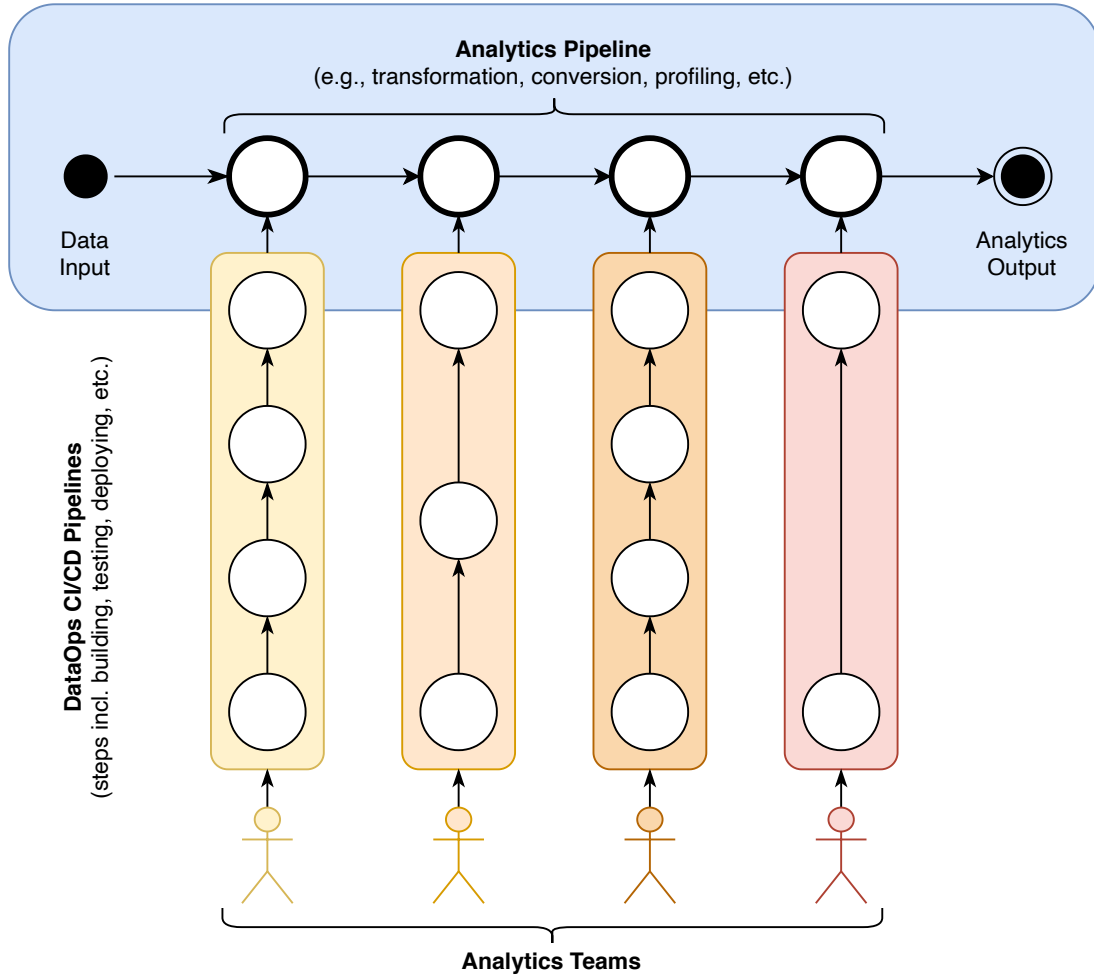 Analytics Pipeline
(e.g., transformation, conversion, profiling, etc.)
Data
Input
Analytics
Output
DataOps CI/CD Pipelines
(steps incl. building, testing, deploying, etc.)
Analytics Teams